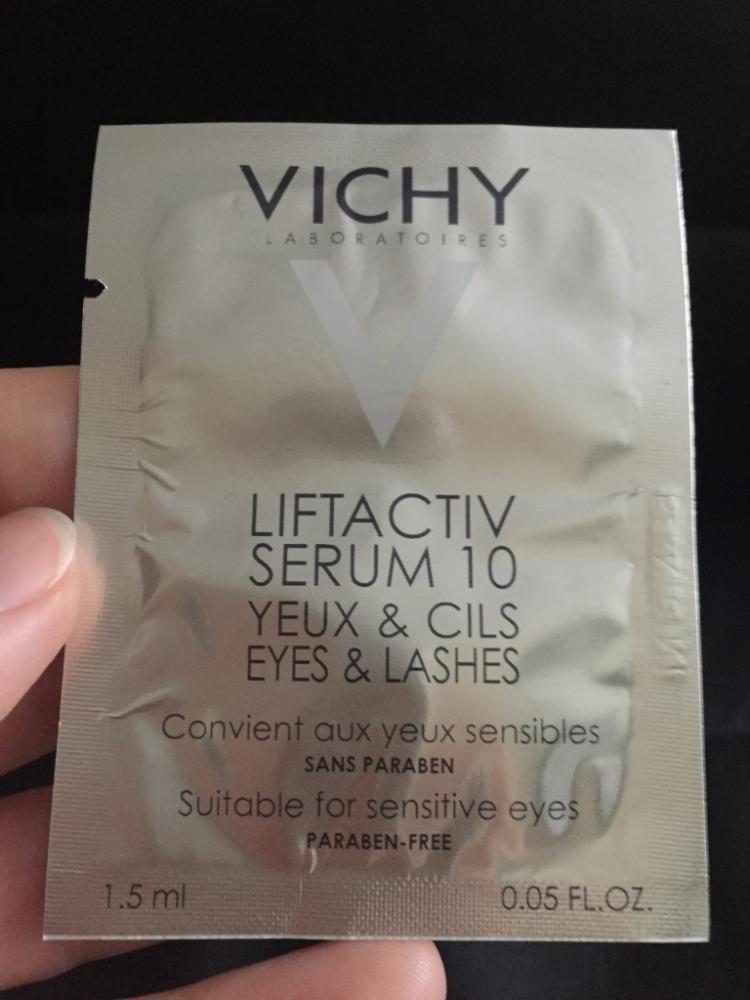 VICHY
LABORATOIRES
V
LIFTACTIV
SERUM 10
YEUX & CILS
EYES & LASHES
Convient aux yeux sensibles
SANS PARABEN
Suitable for sensitive eyes
PARABEN-FREE
1.5 ml 0.05 FL.OZ.